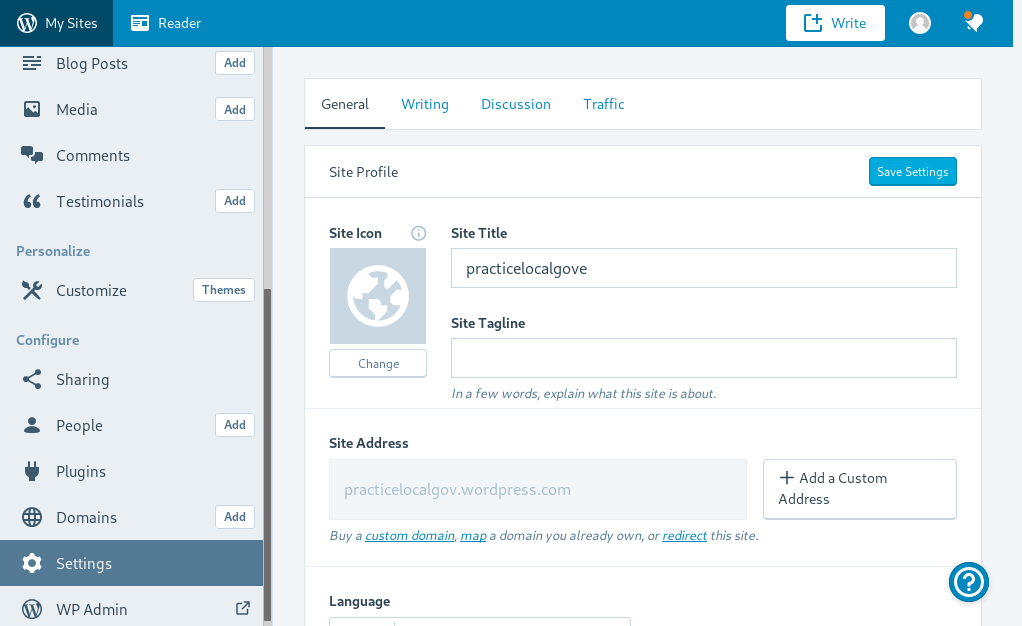 My Sites
Reader
Write
Blog Posts
Add
Media
Add
Comments
Testimonials
Add
Personalize
Customize
Themes
Configure
Sharing
People
Add
Plugins
Domains
Add
Settings
WP Admin
General
Writing
Discussion
Traffic
Site Profile
Save Settings
Site Icon
Change
Site Title
practicelocalgove
Site Tagline
In a few words, explain what this site is about.
Site Address
practicelocalgov.wordpress.com
Add a Custom
Address
Buy a custom domain, map a domain you already own, or redirect this site.
Language